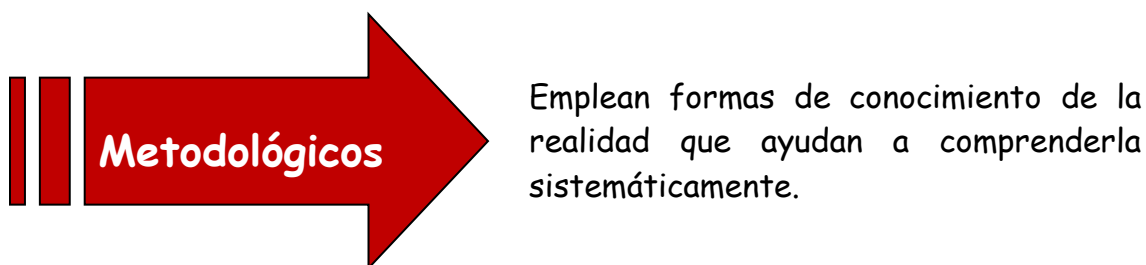 Metodológicos
Emplean formas de conocimiento de la
realidad que ayudan a comprenderla
sistemáticamente.